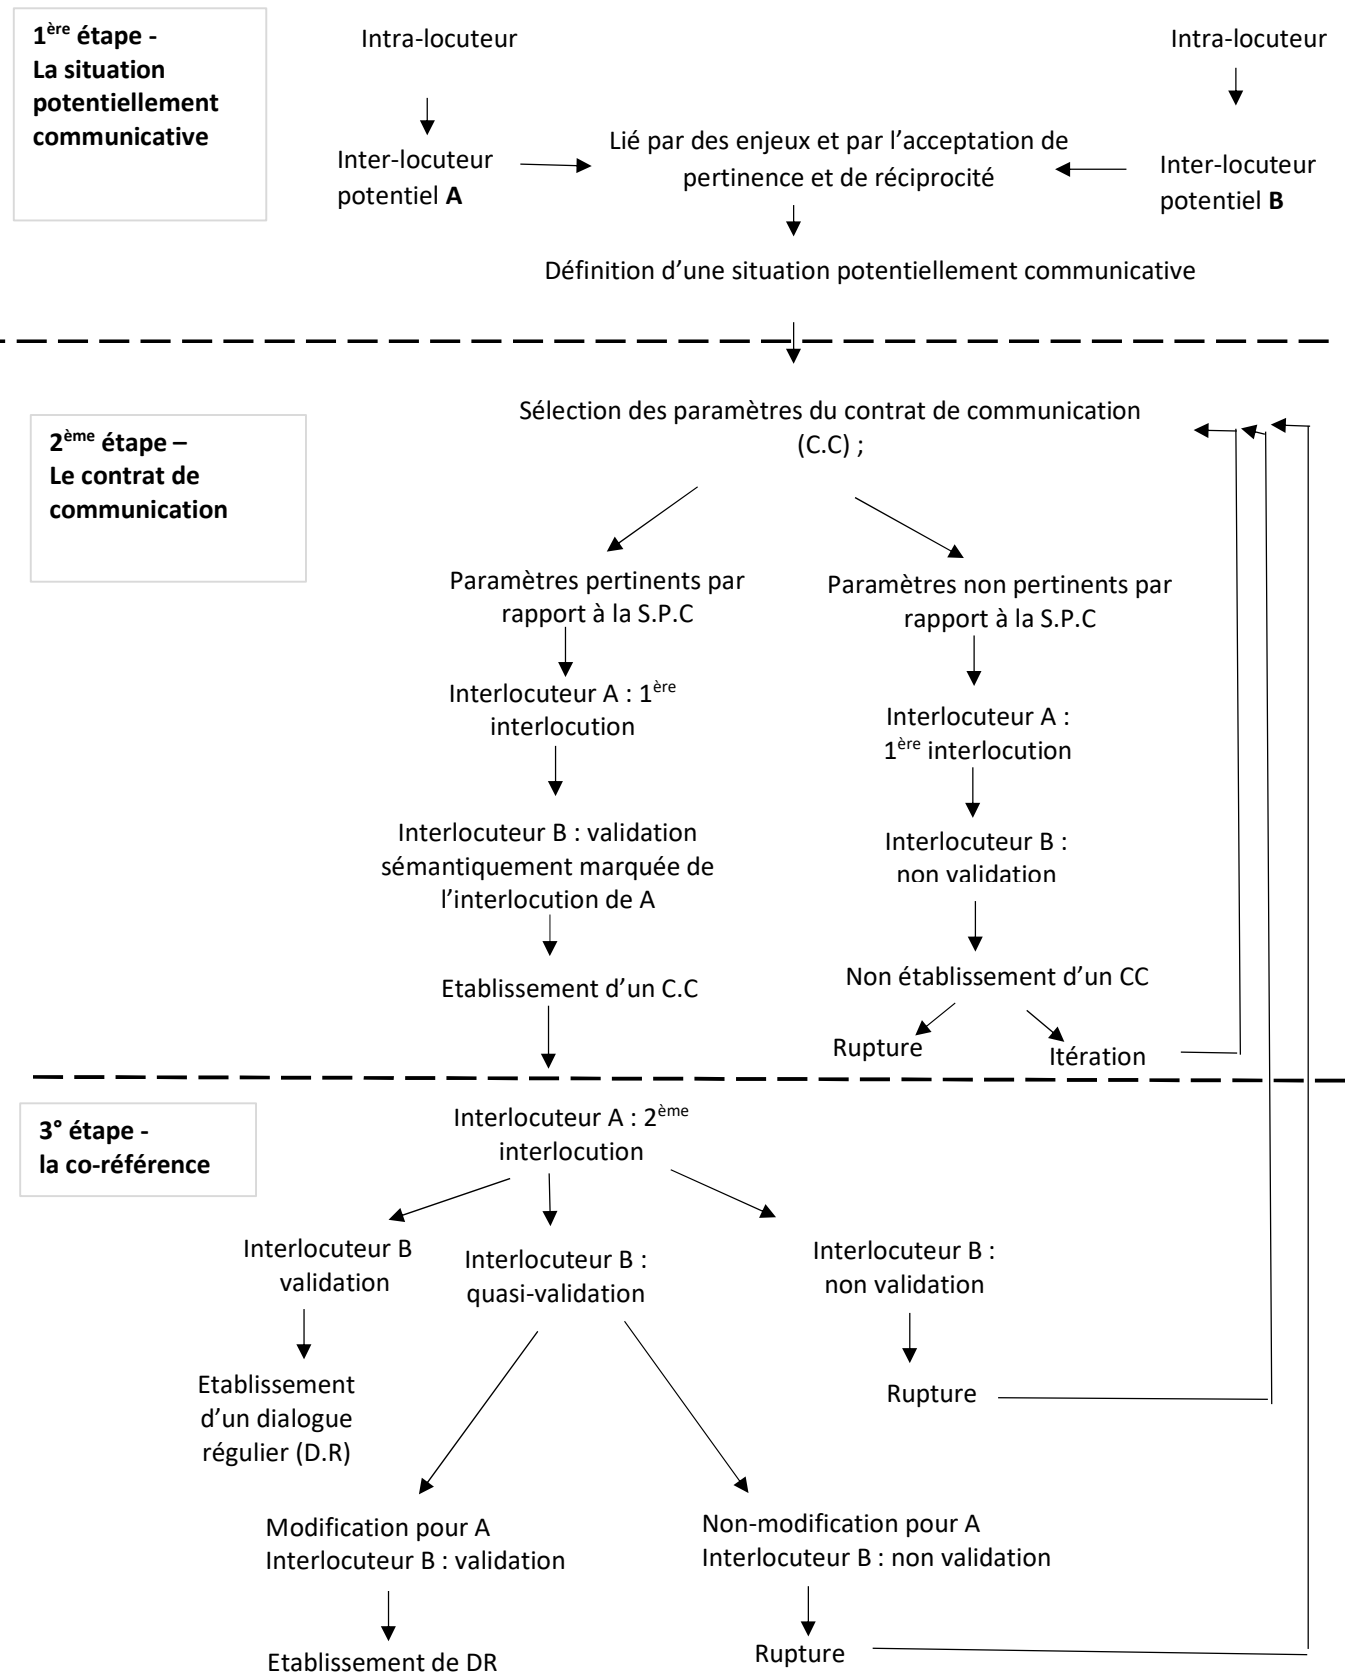 1ère étape -
La situation
potentiellement
communicative
Intra-locuteur
Intra-locuteur
Inter-locuteur
potentiel A
Lié par des enjeux et par l’acceptation de
pertinence et de réciprocité
Inter-locuteur
potentiel B
Définition d’une situation potentiellement communicative
2ème étape –
Le contrat de
communication
Sélection des paramètres du contrat de communication
(C.C) ;
Paramètres pertinents par
rapport à la S.P.C
Paramètres non pertinents par
rapport à la S.P.C
Interlocuteur A : 1ère
interlocution
Interlocuteur A :
1ère interlocution
Interlocuteur B : validation
sémantiquement marquée de
l’interlocution de A
Interlocuteur B :
non validation
Etablissement d’un C.C
Non établissement d’un CC
Rupture
Itération
3° étape -
la co-référence
Interlocuteur A : 2ème
interlocution
Interlocuteur B
validation
Interlocuteur B :
quasi-validation
Interlocuteur B :
non validation
Etablissement
d’un dialogue
régulier (D.R)
Rupture
Modification pour A
Interlocuteur B : validation
Non-modification pour A
Interlocuteur B : non validation
Etablissement de DR
Rupture